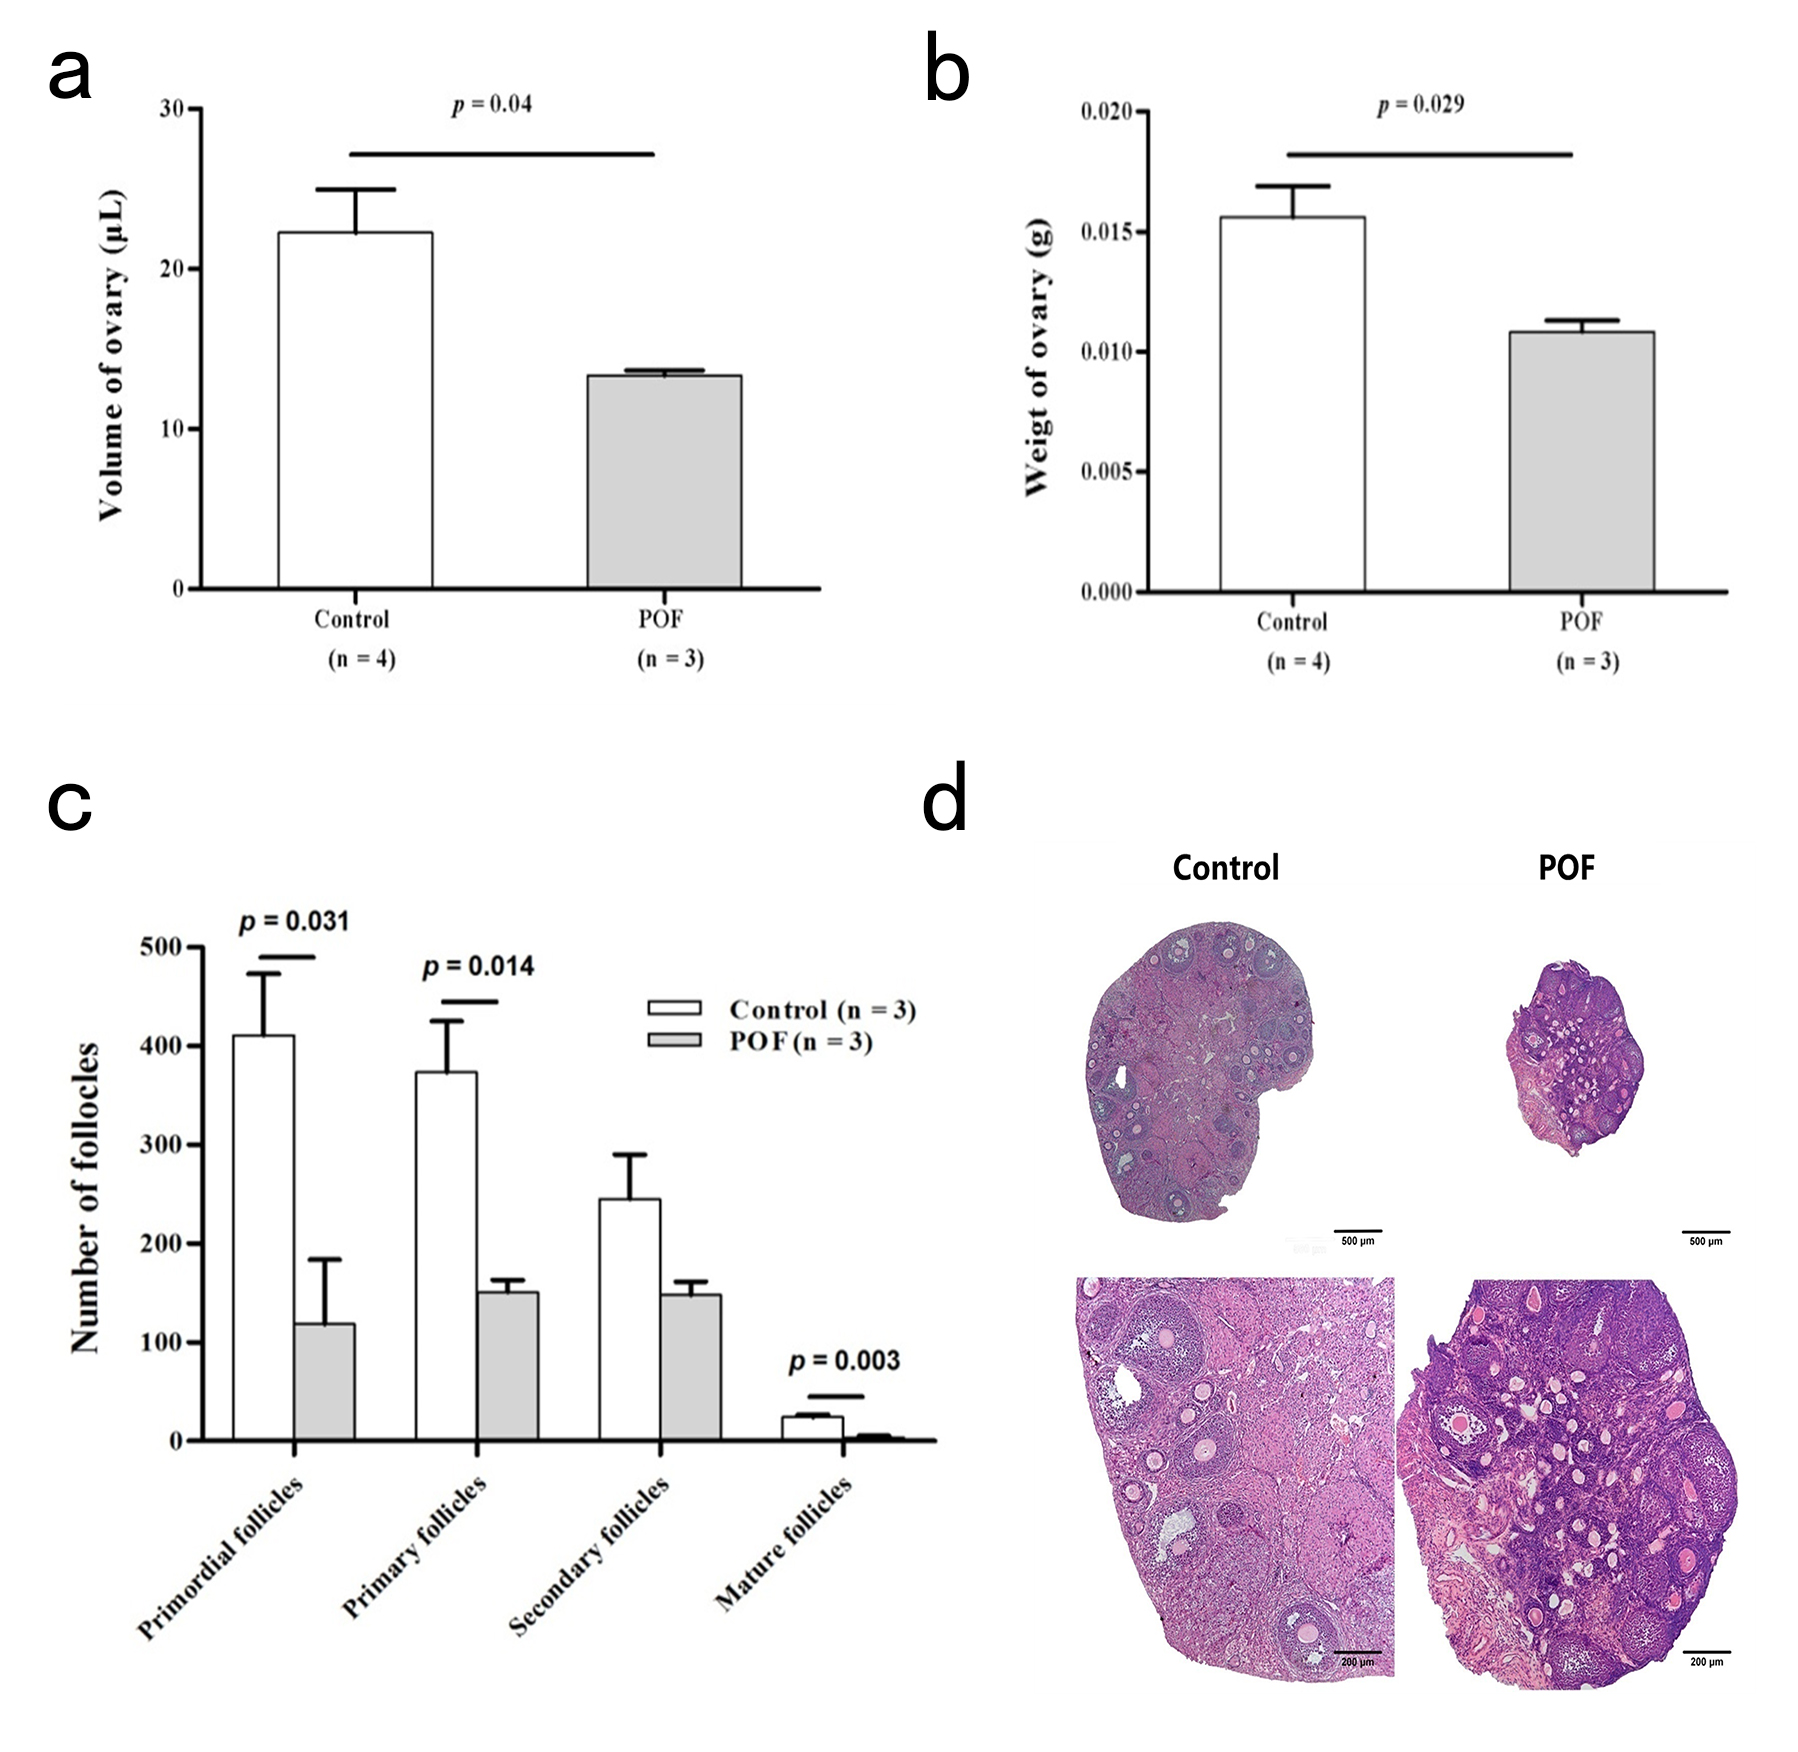 a
p = 0.04
30
20
10
0
Volume of ovary (µL)
Control
POF
(n = 4)
(n = 3)
b
p = 0.029
0.020
0.015
0.010
0.005
0.000
Weigt of ovary (g)
Control
POF
(n = 4)
(n = 3)
c
p = 0.031
p = 0.014
p = 0.003
500
400
300
200
100
0
Number of follocles
Control (n = 3)
POF (n = 3)
Primordial follicles
Primary follicles
Secondary follicles
Mature follicles
d
Control
POF
500 µm
500 µm
200 µm
200 µm